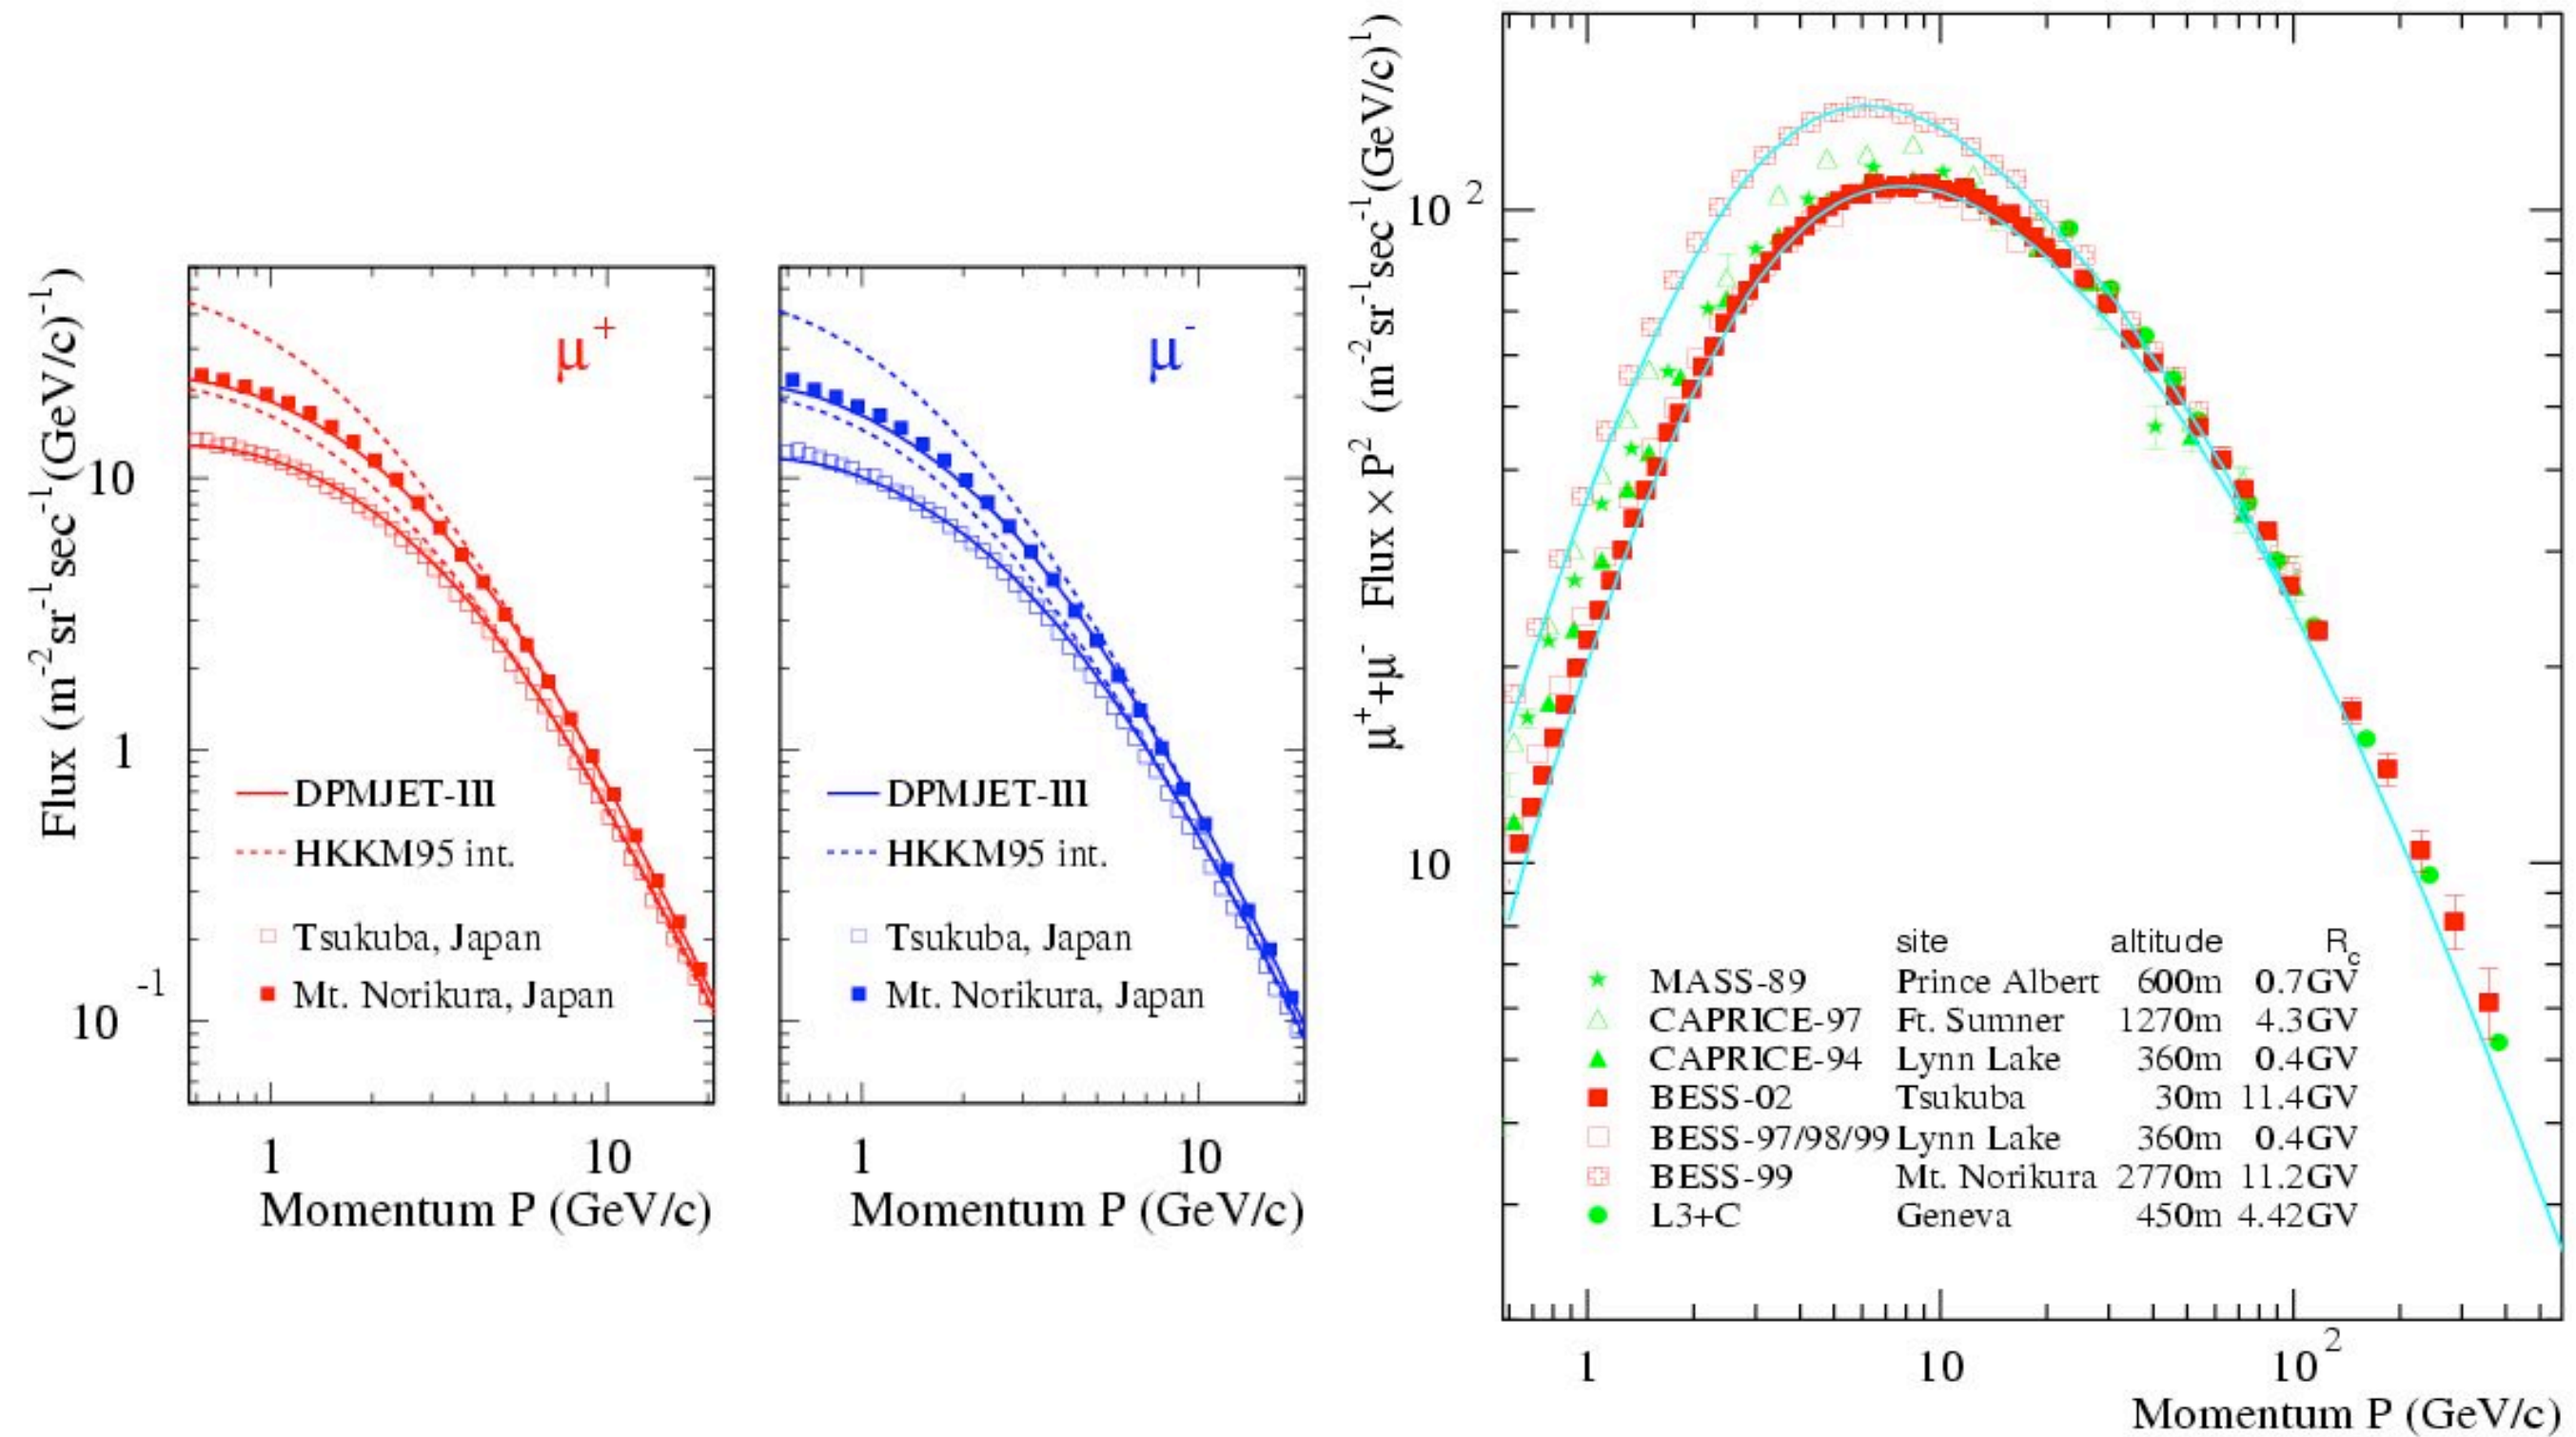 Flux (m⁻²sr⁻¹sec⁻¹(GeV/c)⁻¹)
10
1
10⁻¹
μ⁺
DPMJET-III
HKKM95 int.
Tsukuba, Japan
Mt. Norikura, Japan
1 10
Momentum P (GeV/c)
μ⁻
DPMJET-III
HKKM95 int.
Tsukuba, Japan
Mt. Norikura, Japan
1 10
Momentum P (GeV/c)
μ⁺+μ⁻ Flux×P² (m⁻²sr⁻¹sec⁻¹(GeV/c)¹)
10²
10
site altitude R_c
MASS-89 Prince Albert 600m 0.7GV
CAPRICE-97 Ft. Sumner 1270m 4.3GV
CAPRICE-94 Lynn Lake 360m 0.4GV
BESS-02 Tsukuba 30m 11.4GV
BESS-97/98/99 Lynn Lake 360m 0.4GV
BESS-99 Mt. Norikura 2770m 11.2GV
L3+C Geneva 450m 4.42GV
1 10 10²
Momentum P (GeV/c)